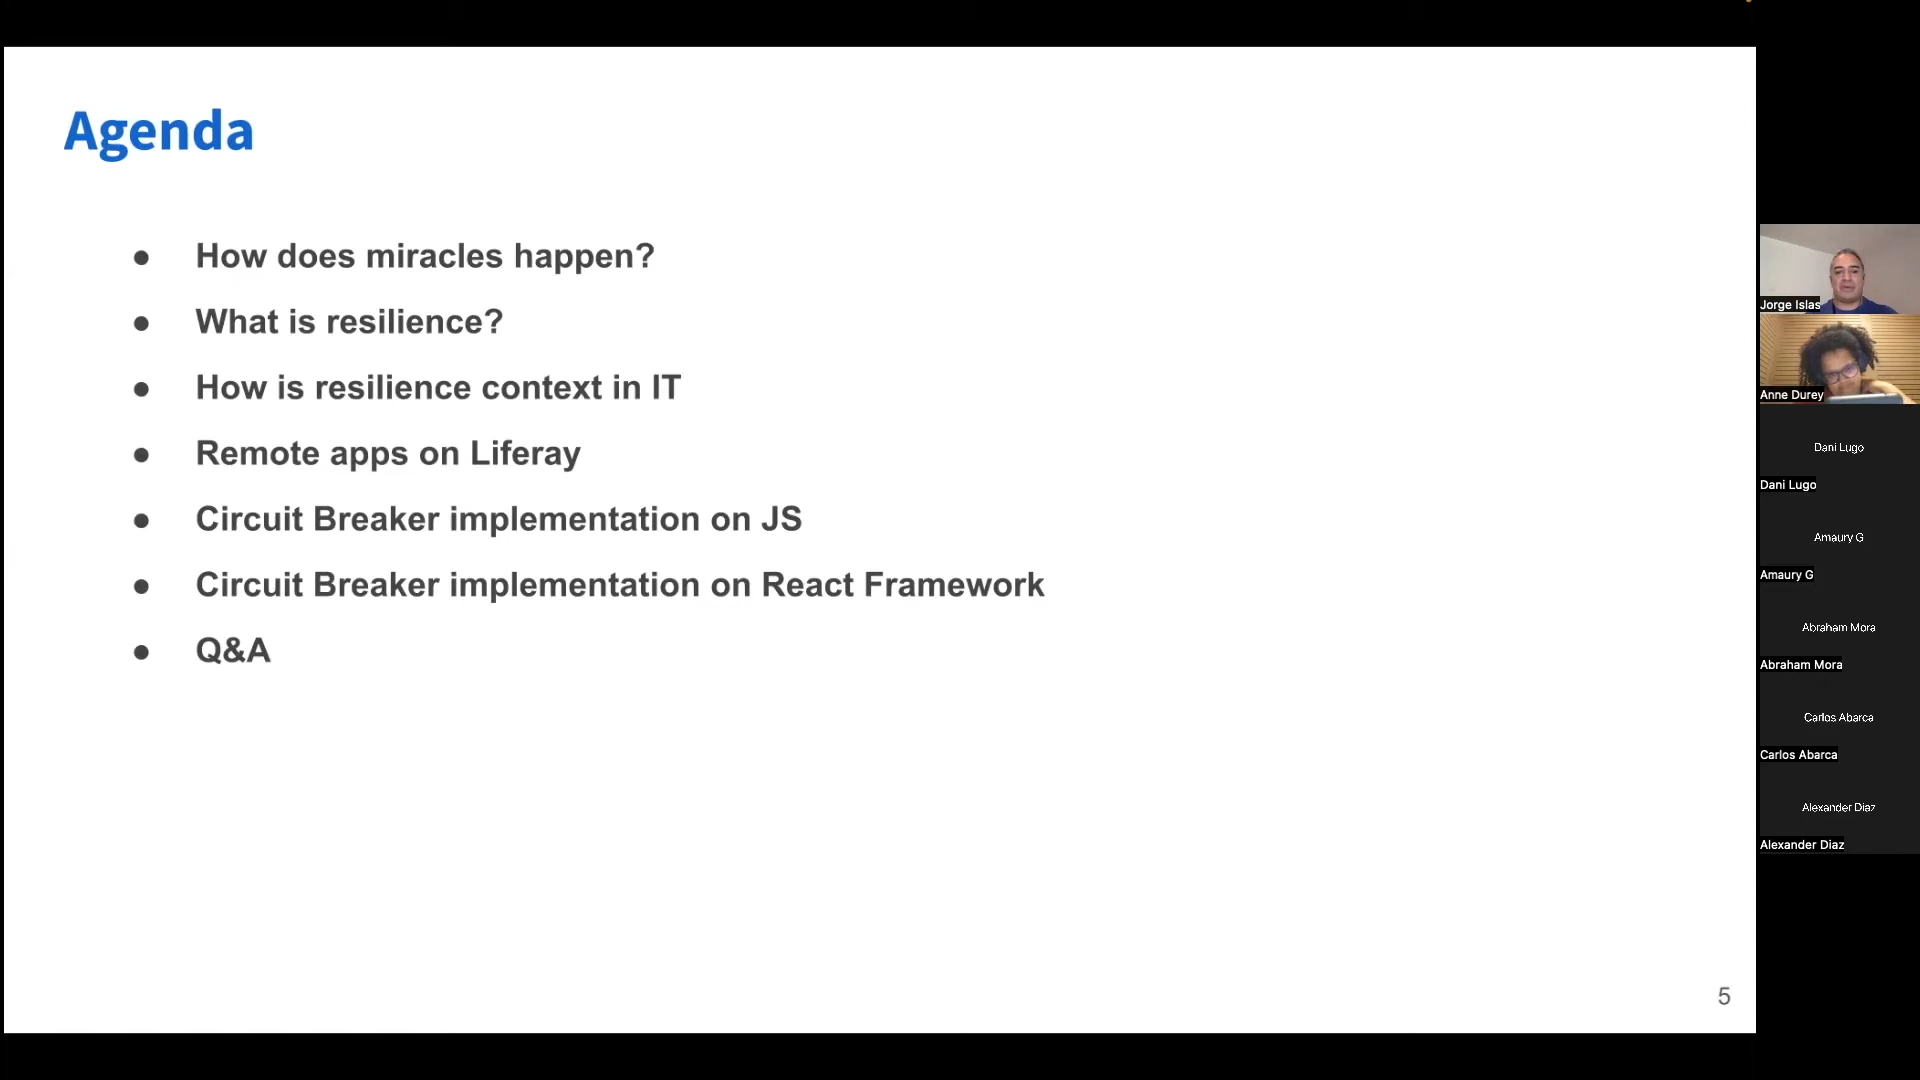 Agenda
● How does miracles happen?
● What is resilience?
● How is resilience context in IT
● Remote apps on Liferay
● Circuit Breaker implementation on JS
● Circuit Breaker implementation on React Framework
● Q&A
5
Jorge Islas
Anne Durey
Dani Lugo
Dani Lugo
Amaury G
Amaury G
Abraham Mora
Abraham Mora
Carlos Abarca
Carlos Abarca
Alexander Diaz
Alexander Diaz